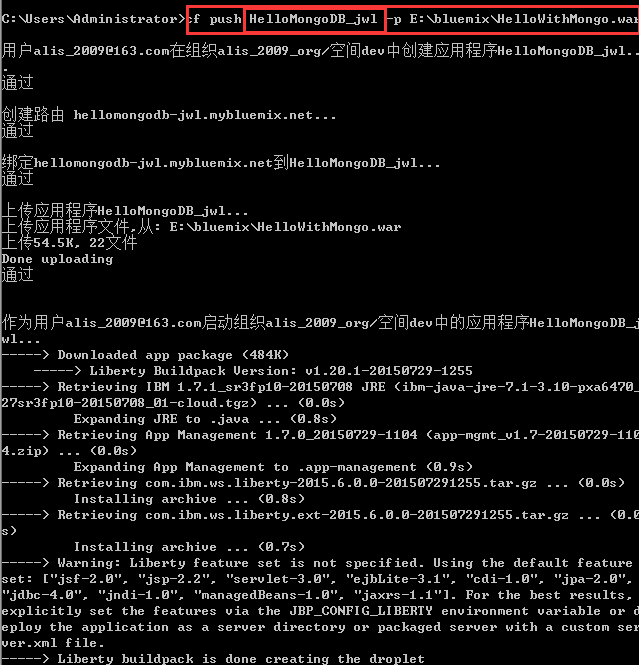 C:\Users\Administrator>cf push HelloMongoDB_jwl -p E:\bluemix\HelloWithMongo.war
用户alis_2009@163.com在组织alis_2009_org/空间dev中创建应用程序HelloMongoDB_jwl..
.
通过
创建路由 hellomongodb-jwl.mybluemix.net...
通过
绑定hellomongodb-jwl.mybluemix.net到HelloMongoDB_jwl...
通过
上传应用程序HelloMongoDB_jwl...
上传应用程序文件,从: E:\bluemix\HelloWithMongo.war
上传54.5K, 22文件
Done uploading
通过
作为用户alis_2009@163.com启动组织alis_2009_org/空间dev中的应用程序HelloMongoDB_j
wl...
-----> Downloaded app package (484K)
-----> Liberty Buildpack Version: v1.20.1-20150729-1255
-----> Retrieving IBM 1.7.1_sr3fp10-20150708 JRE (ibm-java-jre-7.1-3.10-pxa6470_
27sr3fp10-20150708_01-cloud.tgz) ... (0.0s)
Expanding JRE to .java ... (0.8s)
-----> Retrieving App Management 1.7.0_20150729-1104 (app-mgmt_v1.7-20150729-110
4.zip) ... (0.0s)
Expanding App Management to .app-management (0.9s)
-----> Retrieving com.ibm.ws.liberty-2015.6.0.0-201507291255.tar.gz ... (0.0s)
Installing archive ... (0.8s)
-----> Retrieving com.ibm.ws.liberty.ext-2015.6.0.0-201507291255.tar.gz ... (0.0
s)
Installing archive ... (0.7s)
-----> Warning: Liberty feature set is not specified. Using the default feature
set: ["jsf-2.0", "jsp-2.2", "servlet-3.0", "ejbLite-3.1", "cdi-1.0", "jpa-2.0",
"jdbc-4.0", "jndi-1.0", "managedBeans-1.0", "jaxrs-1.1"]. For the best results,
explicitly set the features via the JBP_CONFIG_LIBERTY environment variable or d
eploy the application as a server directory or packaged server with a custom ser
ver.xml file.
-----> Liberty buildpack is done creating the droplet